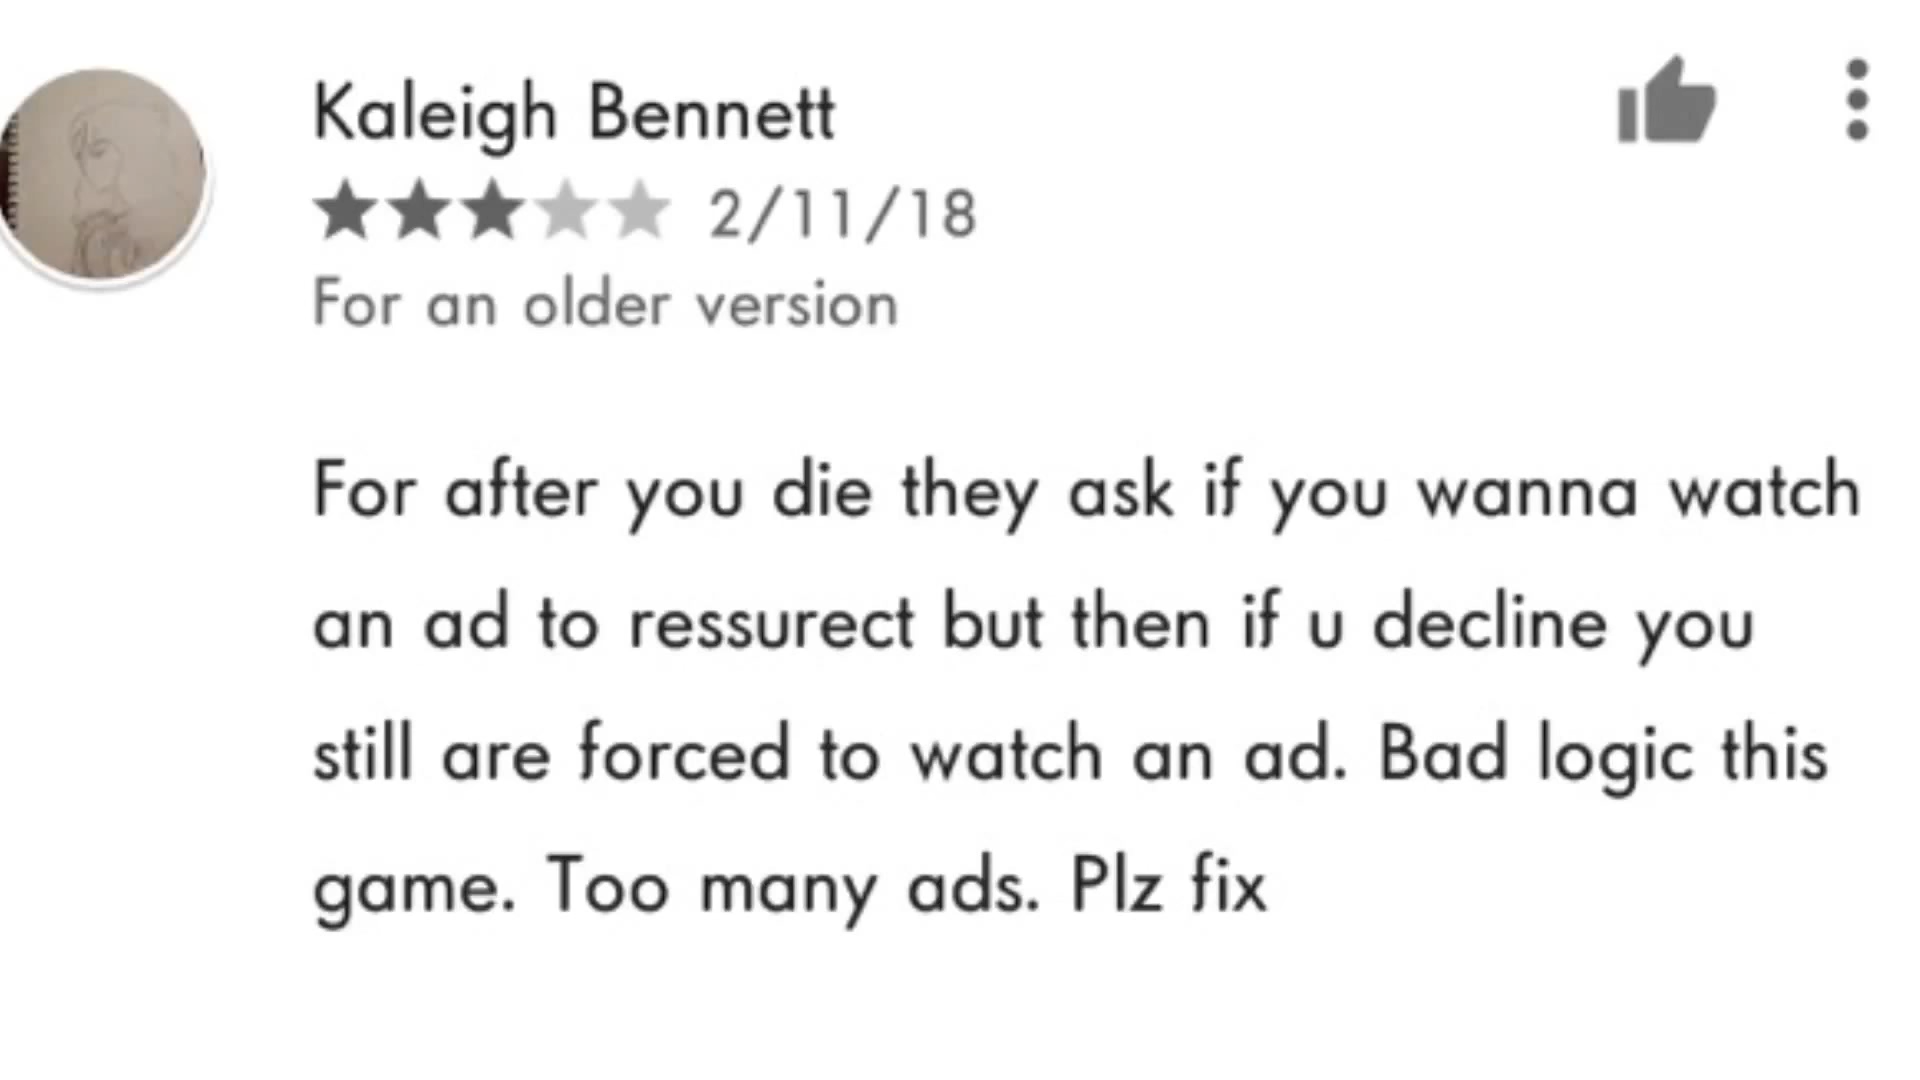 Kaleigh Bennett
2/11/18
For an older version
For after you die they ask if you wanna watch
an ad to ressurect but then if u decline you
still are forced to watch an ad. Bad logic this
game. Too many ads. Plz fix